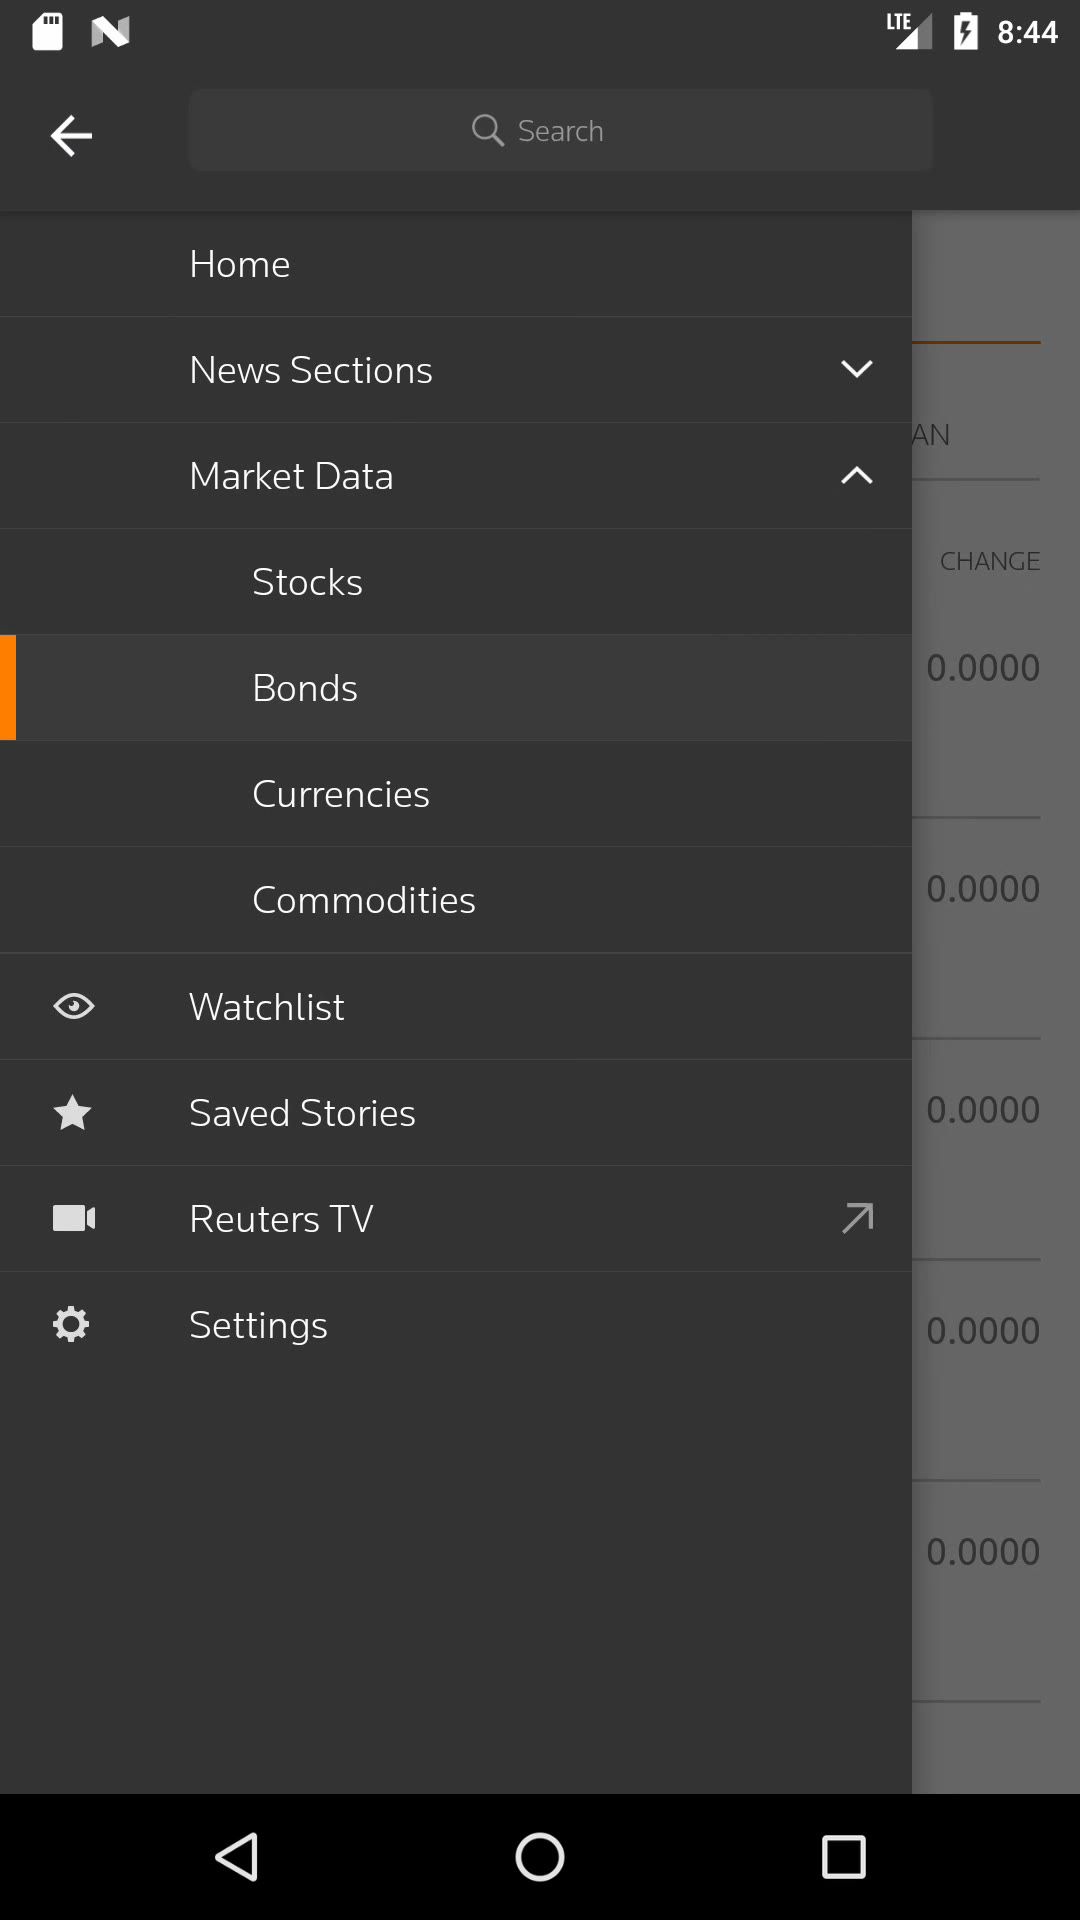 LTE 8:44
Search
Home
News Sections
AN
Market Data
CHANGE
Stocks
0.0000
Bonds
Currencies
0.0000
Commodities
Watchlist
0.0000
Saved Stories
Reuters TV
0.0000
Settings
0.0000